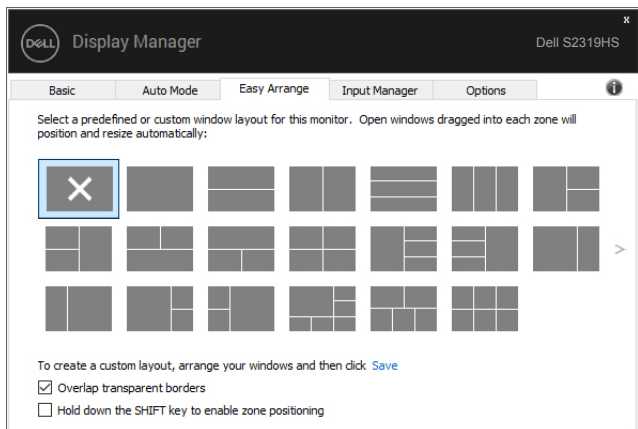 x
DELL Display Manager Dell S2319HS
Basic Auto Mode Easy Arrange Input Manager Options i
Select a predefined or custom window layout for this monitor. Open windows dragged into each zone will
position and resize automatically:
>
To create a custom layout, arrange your windows and then click Save
Overlap transparent borders
Hold down the SHIFT key to enable zone positioning